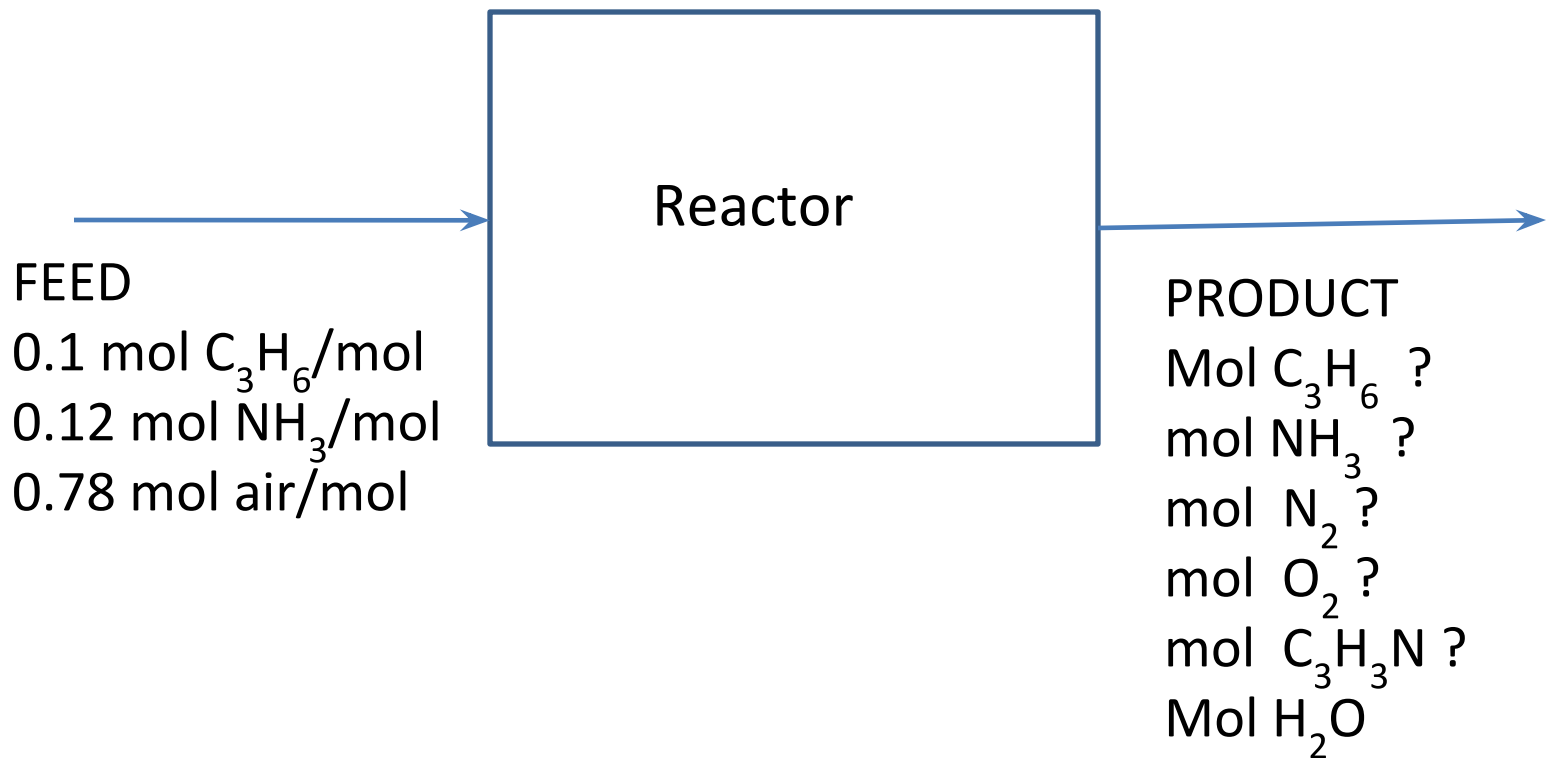 Reactor
FEED
0.1 mol C₃H₆/mol
0.12 mol NH₃/mol
0.78 mol air/mol
PRODUCT
Mol C₃H₆ ?
mol NH₃ ?
mol N₂ ?
mol O₂ ?
mol C₃H₃N ?
Mol H₂O